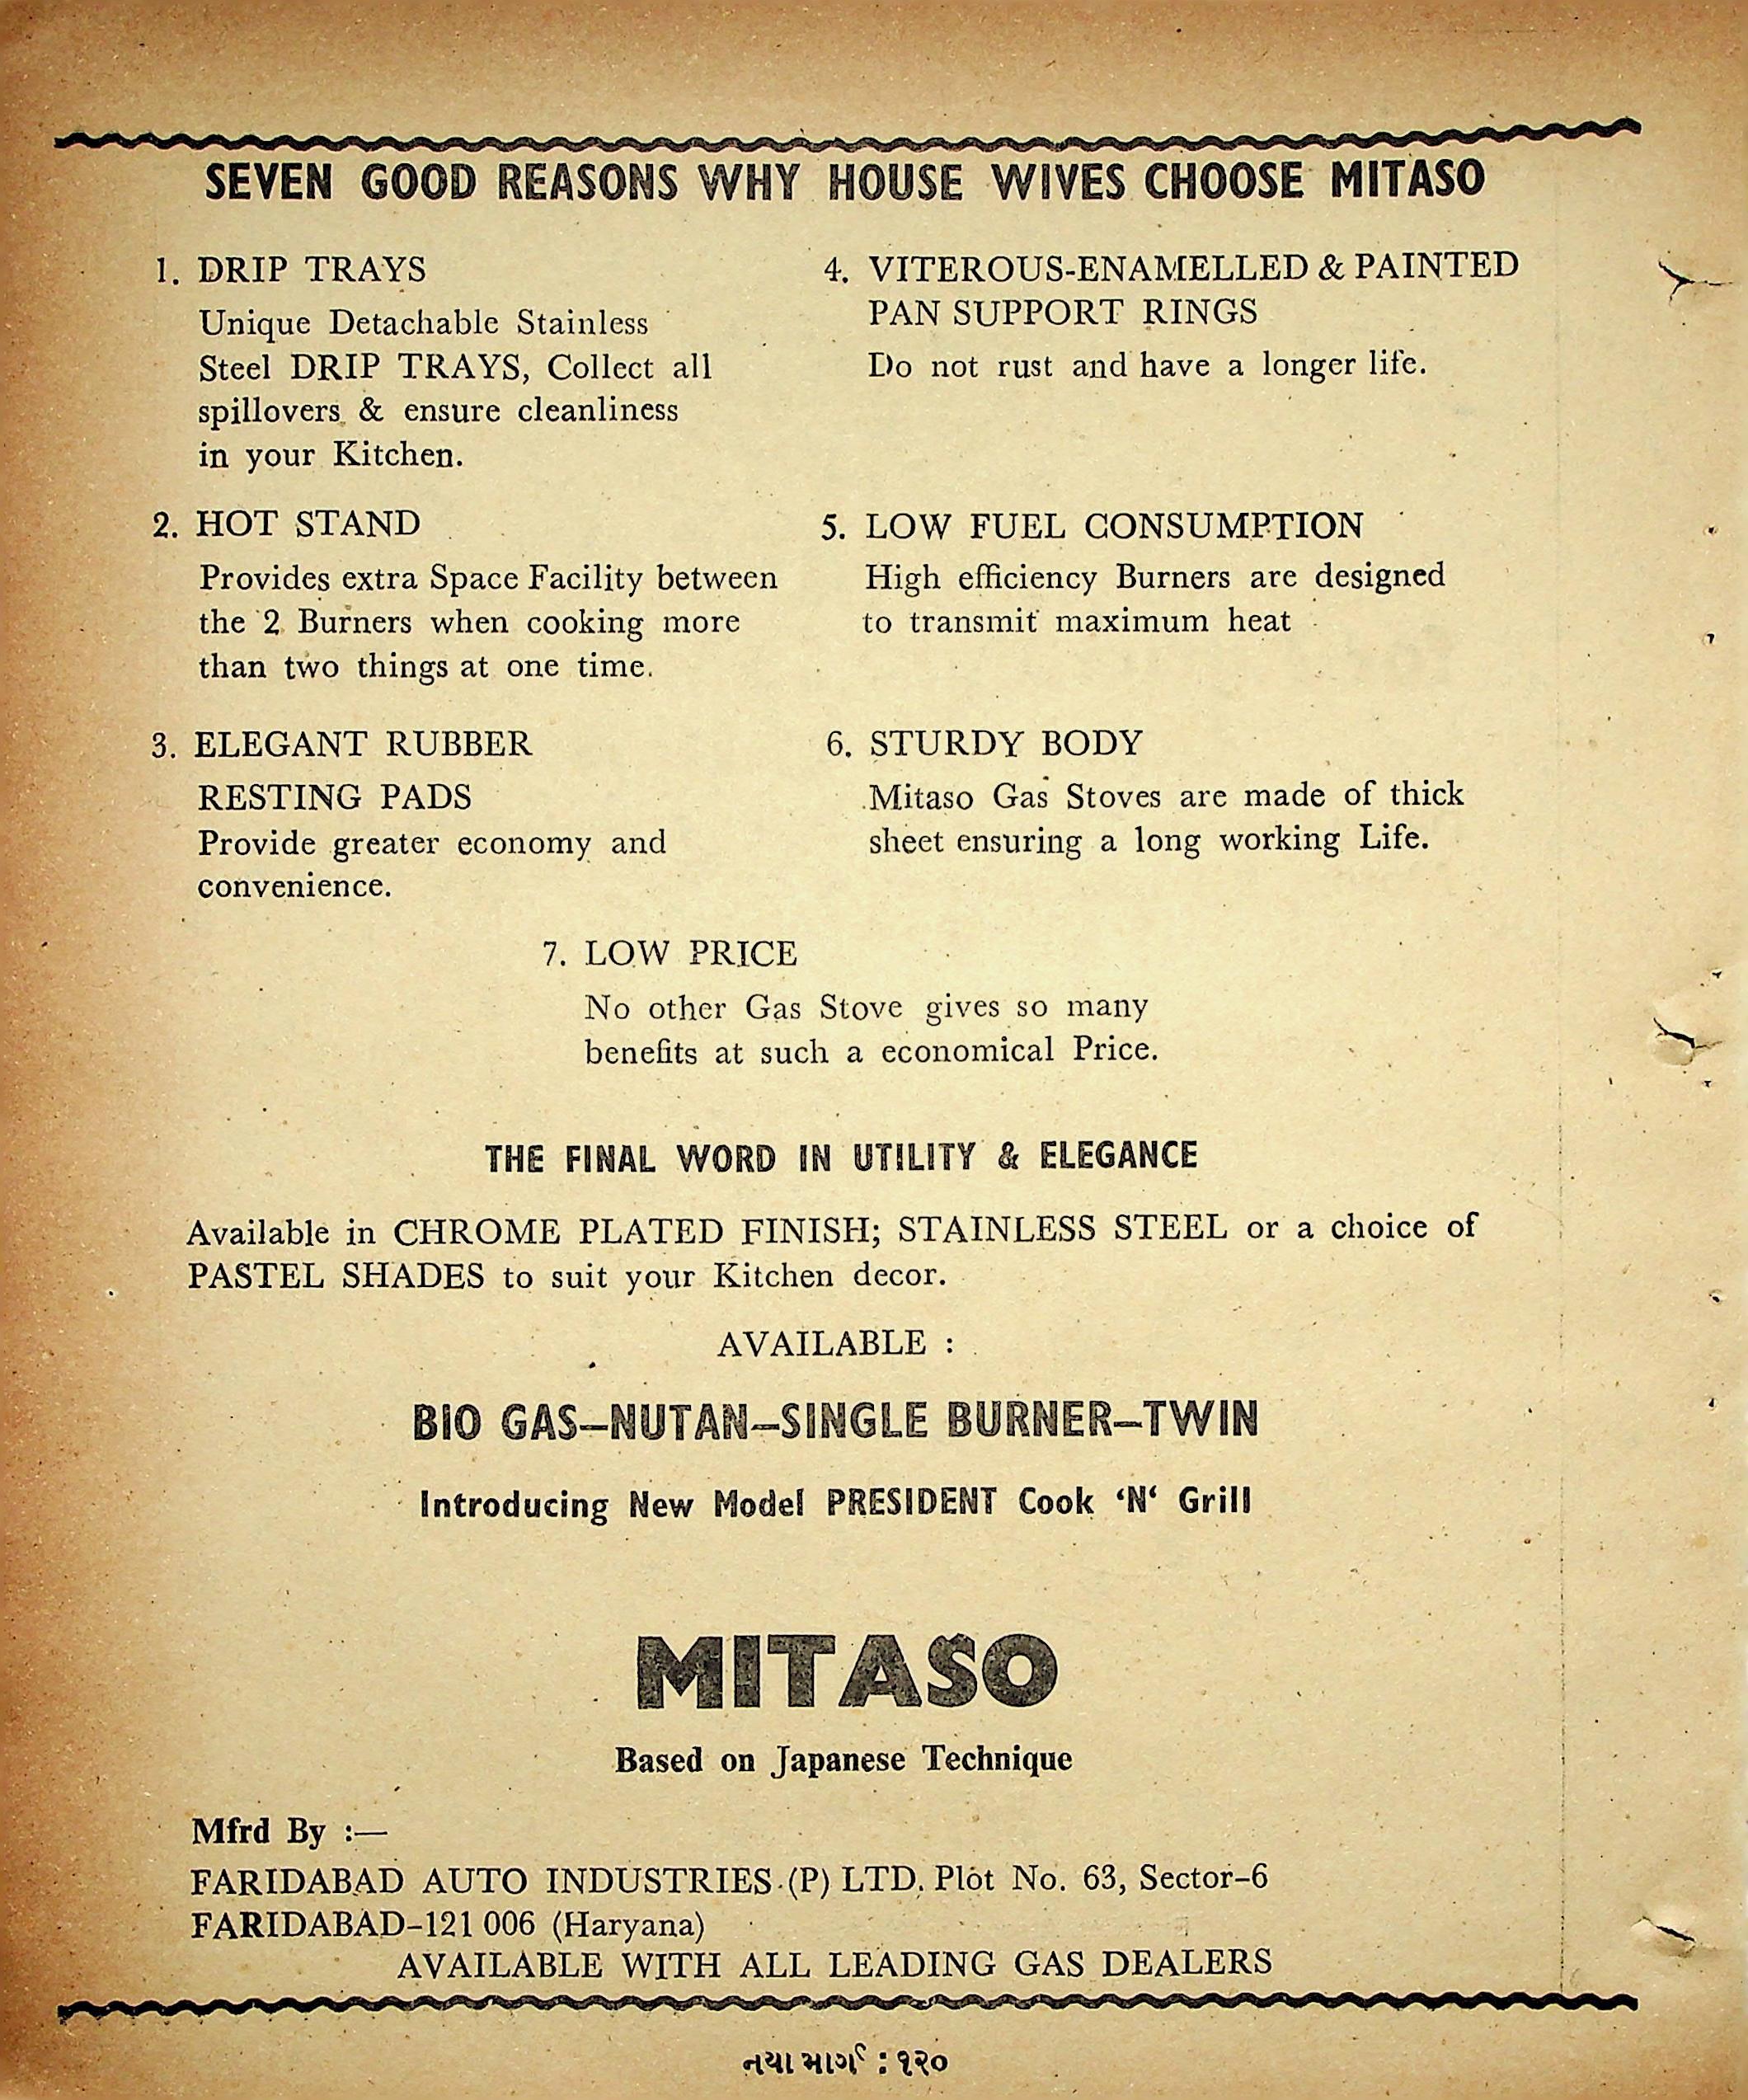 SEVEN GOOD REASONS WHY HOUSE WIVES CHOOSE MITASO
1. DRIP TRAYS
Unique Detachable Stainless
Steel DRIP TRAYS, Collect all
spillovers & ensure cleanliness
in your Kitchen.
2. HOT STAND
Provides extra Space Facility between
the 2 Burners when cooking more
than two things at one time.
3. ELEGANT RUBBER
RESTING PADS
Provide greater economy and
convenience.
4. VITEROUS-ENAMELLED & PAINTED
PAN SUPPORT RINGS
Do not rust and have a longer life.
5. LOW FUEL CONSUMPTION
High efficiency Burners are designed
to transmit maximum heat
6. STURDY BODY
Mitaso Gas Stoves are made of thick
sheet ensuring a long working Life.
7. LOW PRICE
No other Gas Stove gives so many
benefits at such a economical Price.
THE FINAL WORD IN UTILITY & ELEGANCE
Available in CHROME PLATED FINISH; STAINLESS STEEL or a choice of
PASTEL SHADES to suit your Kitchen decor.
AVAILABLE :
BIO GAS–NUTAN–SINGLE BURNER–TWIN
Introducing New Model PRESIDENT Cook ‘N‘ Grill
MITASO
Based on Japanese Technique
Mfrd By :—
FARIDABAD AUTO INDUSTRIES (P) LTD. Plot No. 63, Sector–6
FARIDABAD–121 006 (Haryana)
AVAILABLE WITH ALL LEADING GAS DEALERS
નયા માર્ગ : ૧૨૦